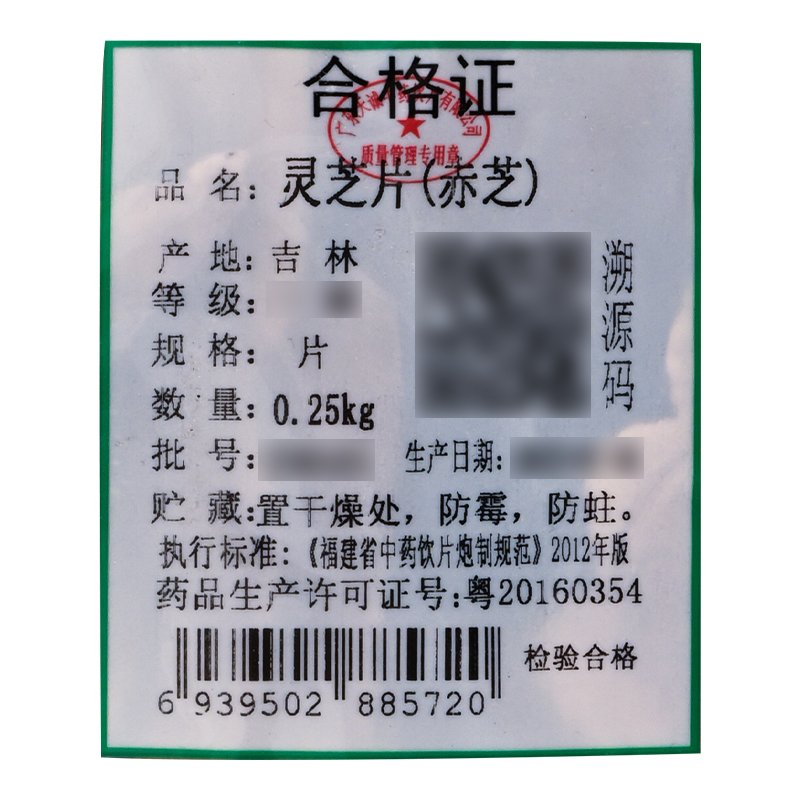 合格证
质量管理专用章
品 名：灵芝片(赤芝)
产 地：吉 林
等 级：
规 格： 片
数 量：0.25kg
溯源码
批 号： 生产日期：
贮 藏：置干燥处，防霉，防蛀。
执行标准：《福建省中药饮片炮制规范》2012年版
药品生产许可证号：粤20160354
检验合格
6 939502 885720